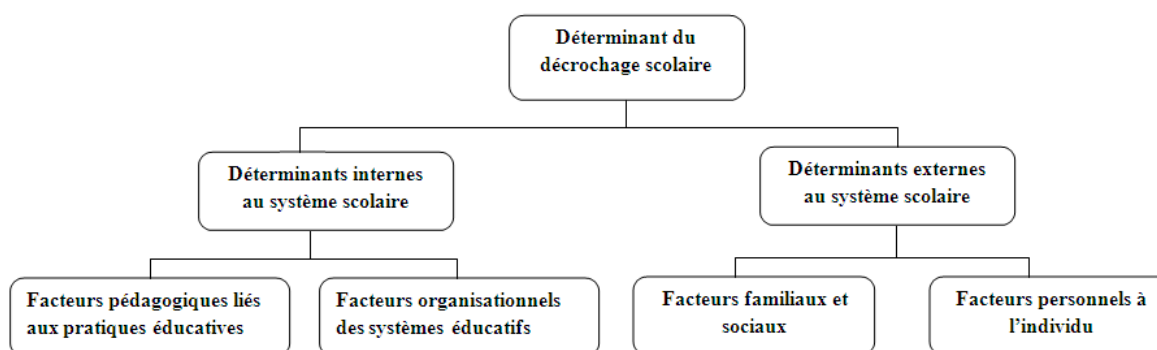 Déterminant du
décrochage scolaire
Déterminants internes
au système scolaire
Déterminants externes
au système scolaire
Facteurs pédagogiques liés
aux pratiques éducatives
Facteurs organisationnels
des systèmes éducatifs
Facteurs familiaux et
sociaux
Facteurs personnels à
l’individu